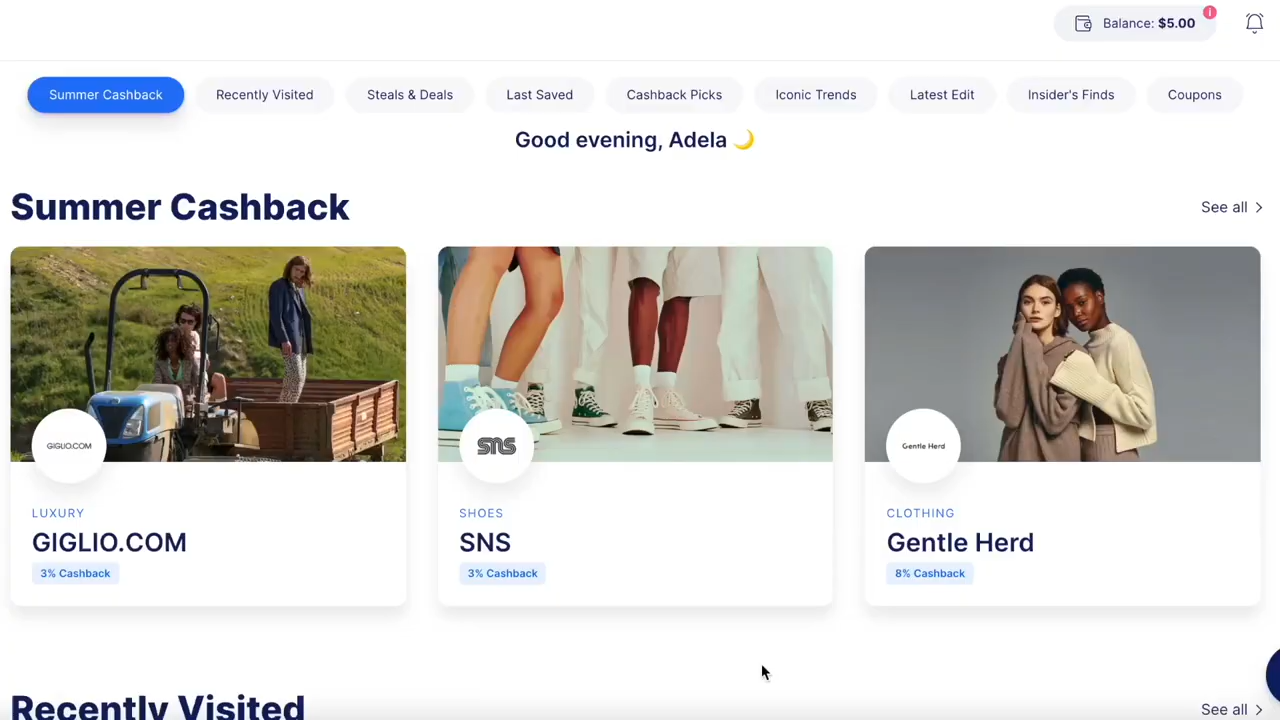 Balance: $5.00
Summer Cashback
Recently Visited
Steals & Deals
Last Saved
Cashback Picks
Iconic Trends
Latest Edit
Insider's Finds
Coupons
Good evening, Adela 🌙
Summer Cashback
See all
GIGLIO.COM
LUXURY
GIGLIO.COM
3% Cashback
sns
SHOES
SNS
3% Cashback
Gentle Herd
CLOTHING
Gentle Herd
8% Cashback
Recently Visited
See all